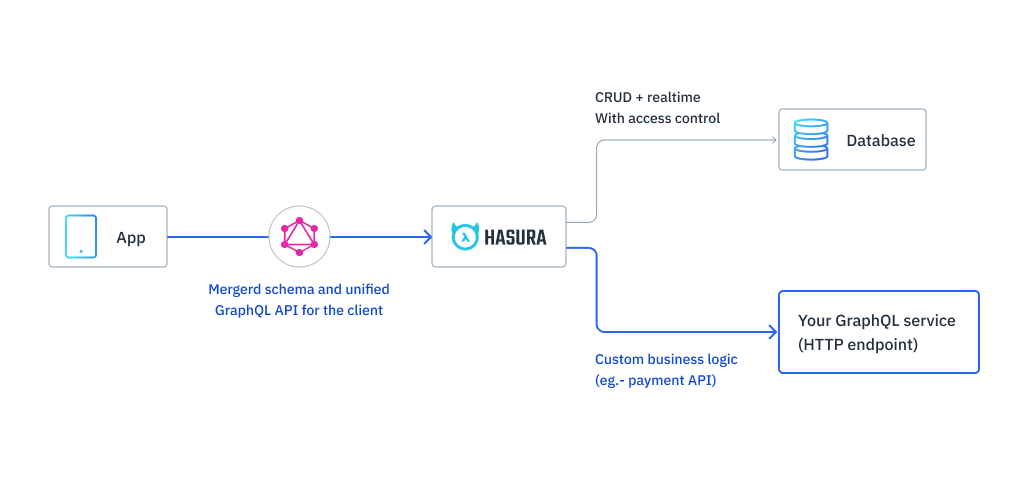 CRUD + realtime
With access control
Database
App
HASURA
Mergerd schema and unified
GraphQL API for the client
Your GraphQL service
(HTTP endpoint)
Custom business logic
(eg.- payment API)